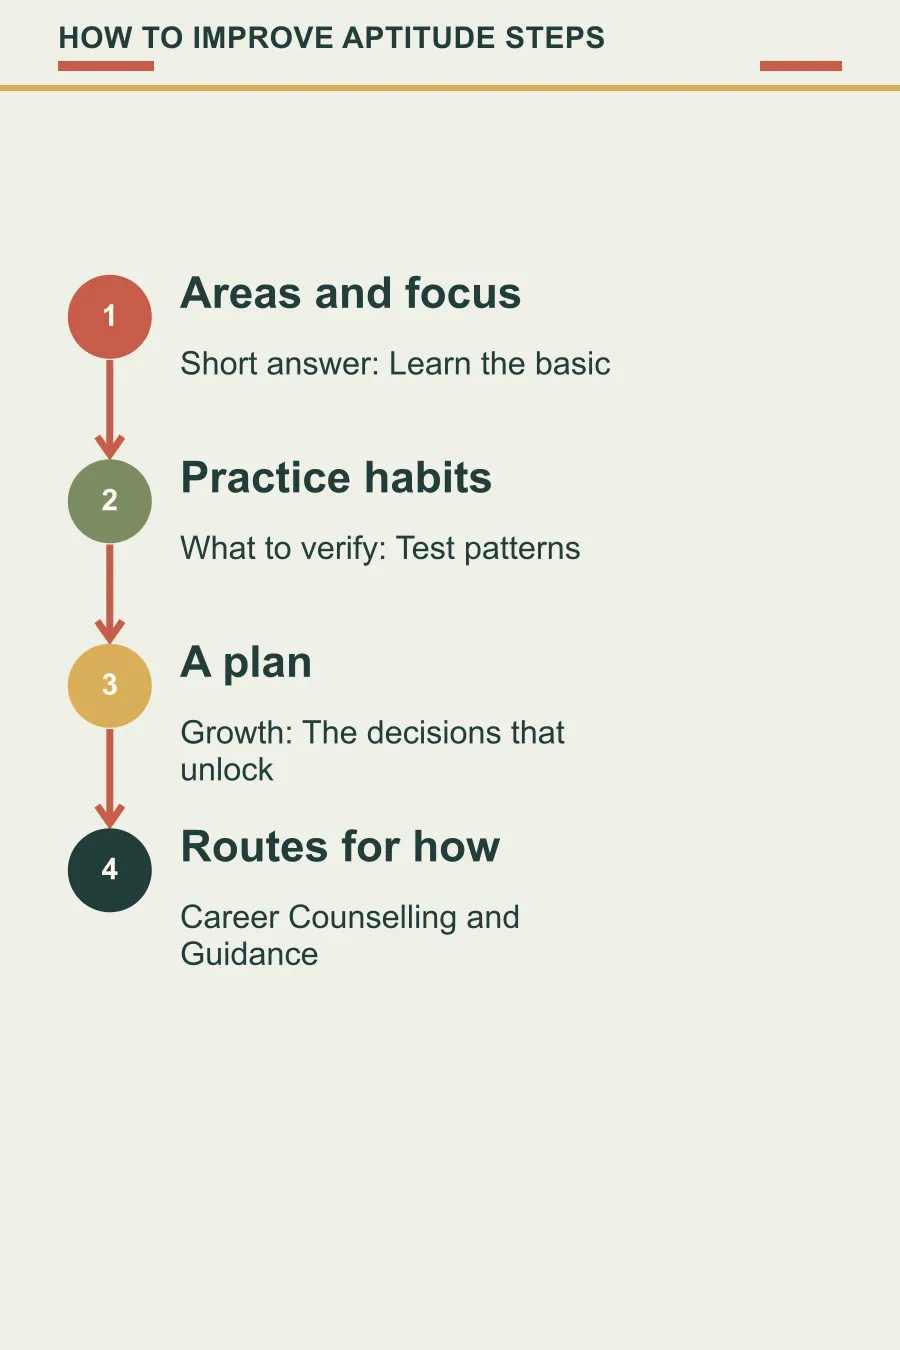 HOW TO IMPROVE APTITUDE STEPS
1
Areas and focus
Short answer: Learn the basic
2
Practice habits
What to verify: Test patterns
3
A plan
Growth: The decisions that
unlock
4
Routes for how
Career Counselling and
Guidance